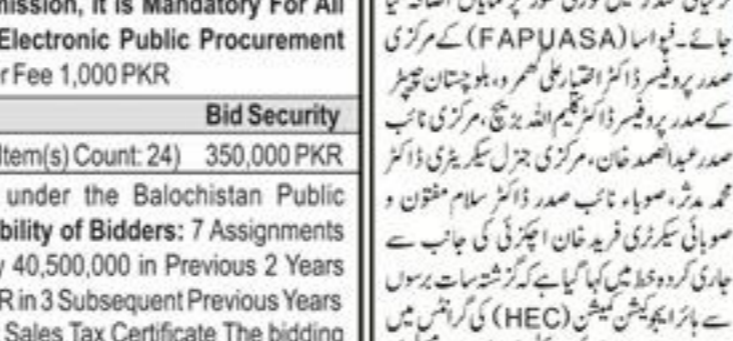 mission, It is Mandatory For All
Electronic Public Procurement
r Fee 1,000 PKR
Bid Security
Item(s) Count: 24) 350,000 PKR
under the Balochistan Public
bility of Bidders: 7 Assignments
y 40,500,000 in Previous 2 Years
R in 3 Subsequent Previous Years
Sales Tax Certificate The bidding
جائے۔ فپواسا (FAPUASA) کے مرکزی
صدر پروفیسر ڈاکٹر اختیار علی گھمرو، بلوچستان چیپٹر
کے صدر پروفیسر ڈاکٹر کلیم اللہ بڑیچ، مرکزی نائب
صدر عبدالصمد خان، مرکزی جنرل سیکریٹری ڈاکٹر
محمد مدثر، صوباء نائب صدر ڈاکٹر سلام مفتون و
صوبائی سیکرٹری فرید خان اچکزئی کی جانب سے
جاری کردہ خط میں کہا گیا ہے کہ گزشتہ سات برسوں
سے ہائر ایجوکیشن کمیشن (HEC) کی گرانٹس میں